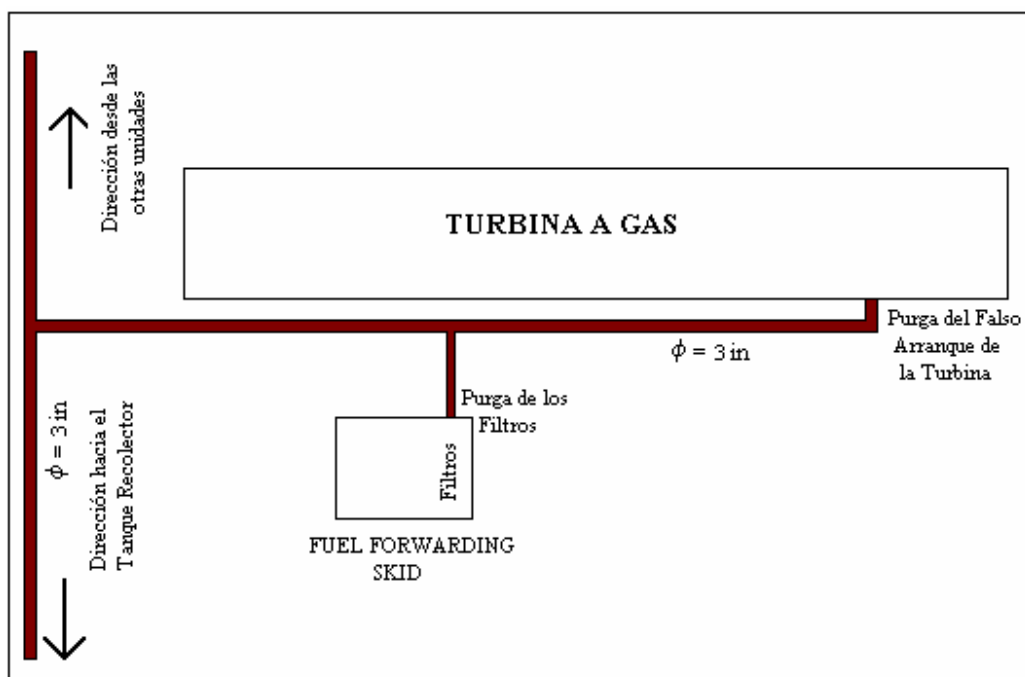 Dirección desde las
otras unidades
TURBINA A GAS
Purga del Falso
Arranque de
la Turbina
ϕ = 3 in
Purga de los
Filtros
Filtros
FUEL FORWARDING
SKID
ϕ = 3 in
Dirección hacia el
Tanque Recolector